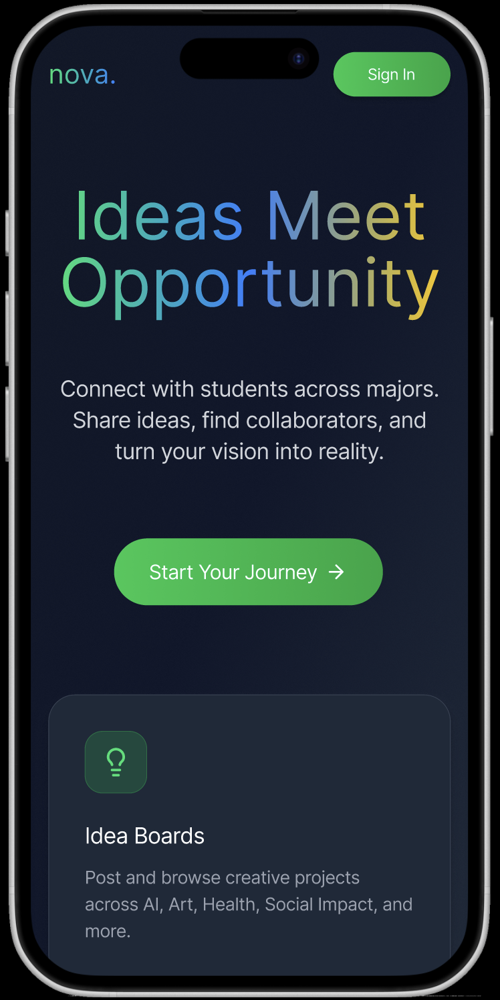 nova.
Sign In
Ideas Meet
Opportunity
Connect with students across majors.
Share ideas, find collaborators, and
turn your vision into reality.
Start Your Journey →
Idea Boards
Post and browse creative projects
across AI, Art, Health, Social Impact, and
more.